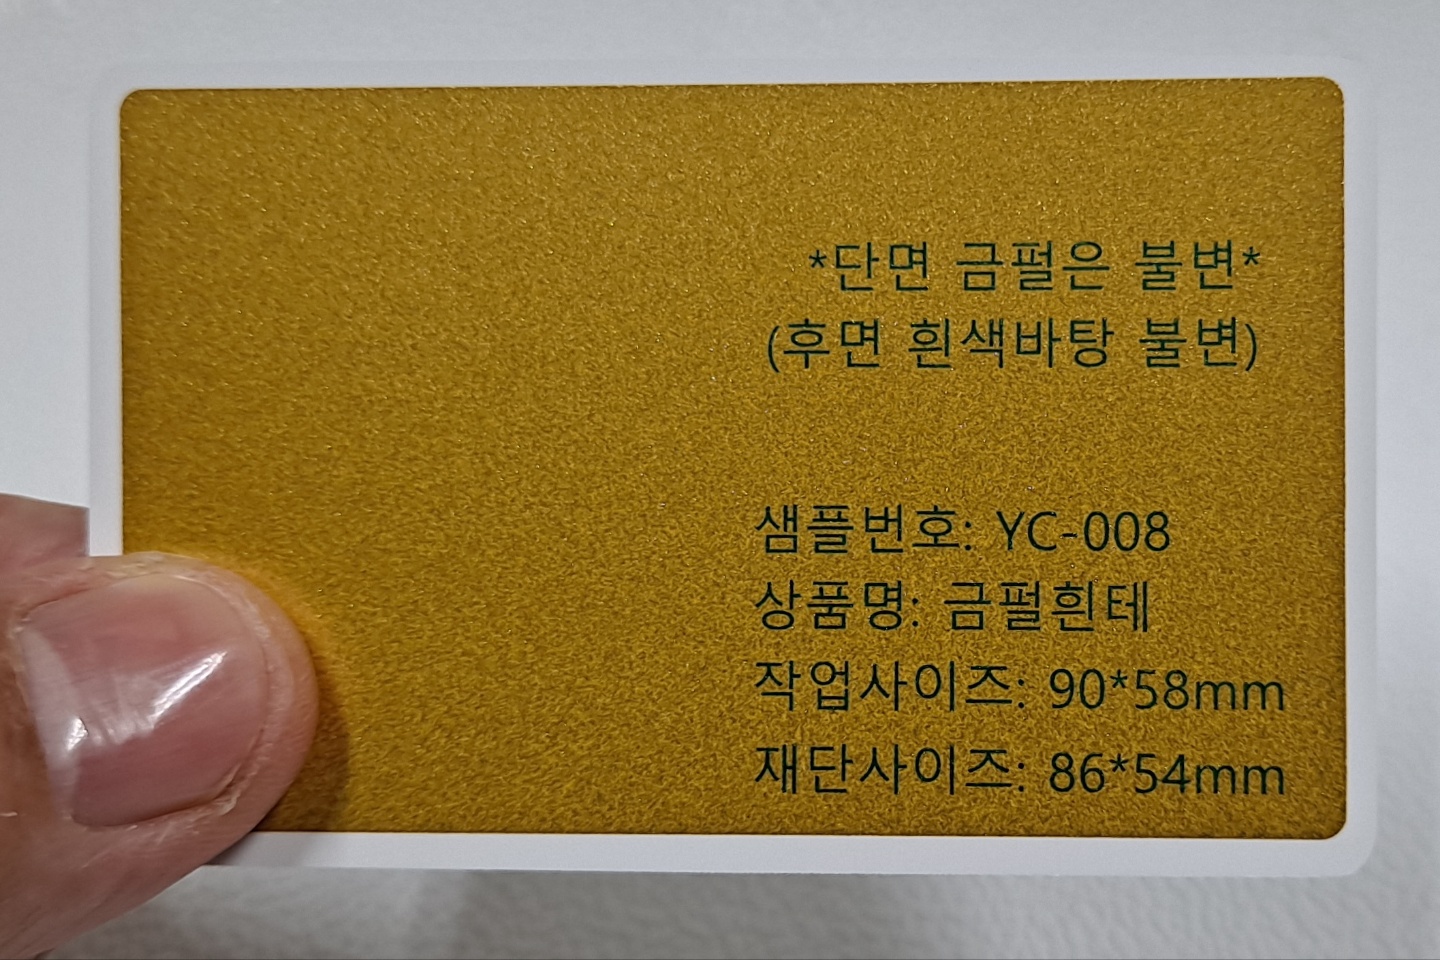 *단면 금펄은 불변*
(후면 흰색바탕 불변)
샘플번호: YC-008
상품명: 금펄흰테
작업사이즈: 90*58mm
재단사이즈: 86*54mm